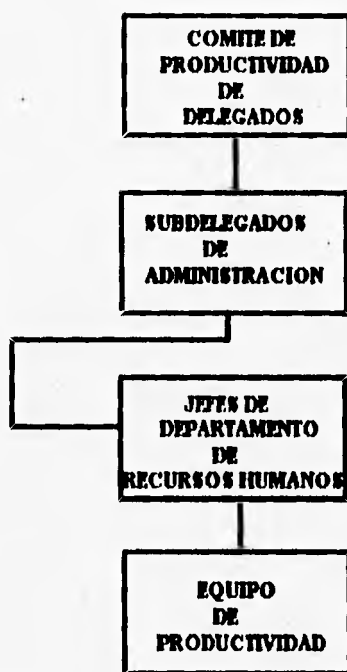 COMITE DE
PRODUCTIVIDAD
DE
DELEGADOS
SUBDELEGADOS
DE
ADMINISTRACION
JEFES DE
DEPARTAMENTO
DE
RECURSOS HUMANOS
EQUIPO
DE
PRODUCTIVIDAD